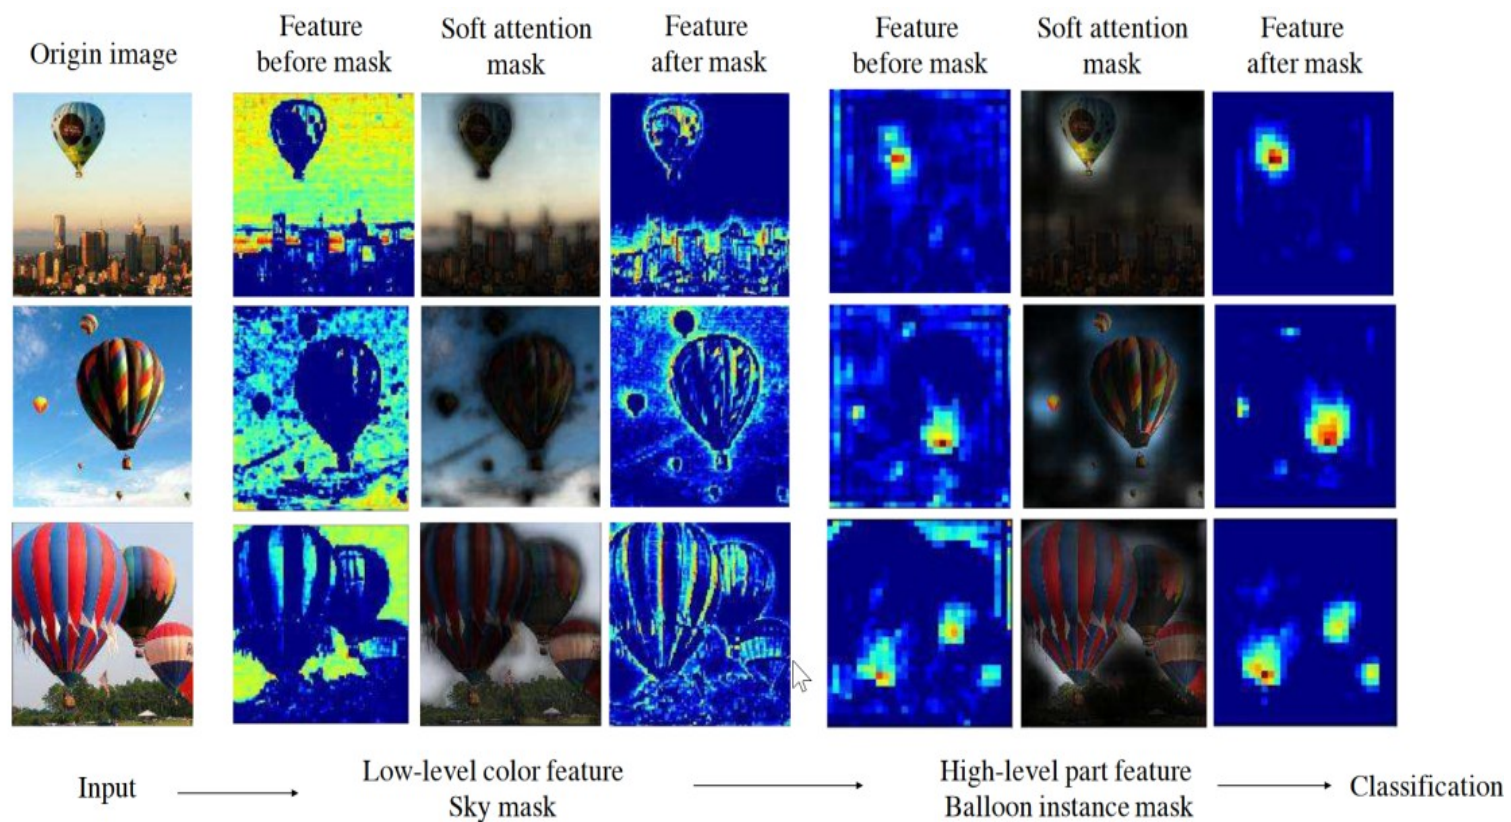 Origin image
Feature
before mask
Soft attention
mask
Feature
after mask
Feature
before mask
Soft attention
mask
Feature
after mask
Input
Low-level color feature
Sky mask
High-level part feature
Balloon instance mask
Classification